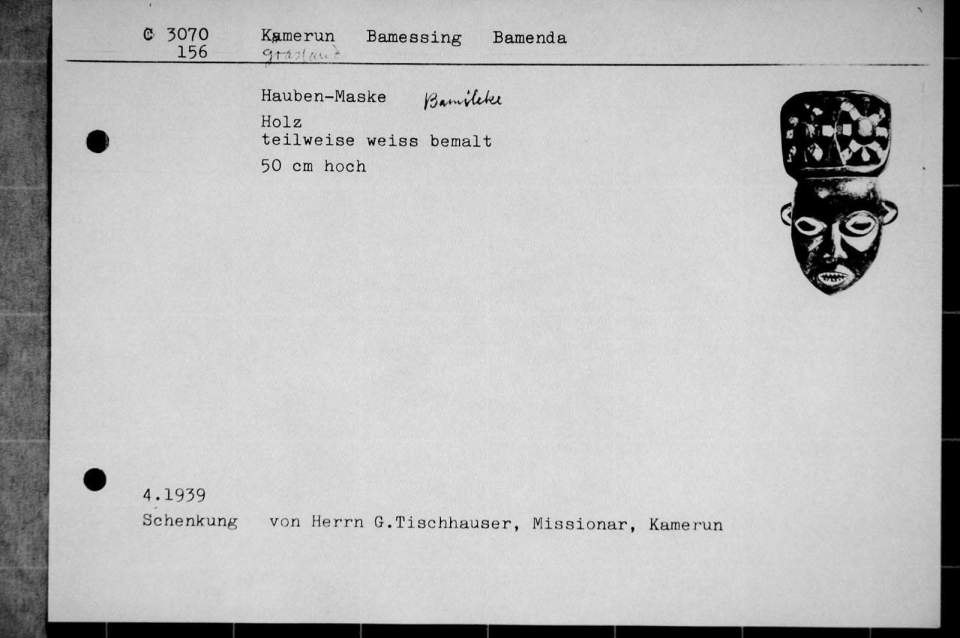 C 3070 Kamerun Bamessing Bamenda
156 Grasland
Hauben-Maske Bamileke
Holz
teilweise weiss bemalt
50 cm hoch
4.1939
Schenkung von Herrn G.Tischhauser, Missionar, Kamerun